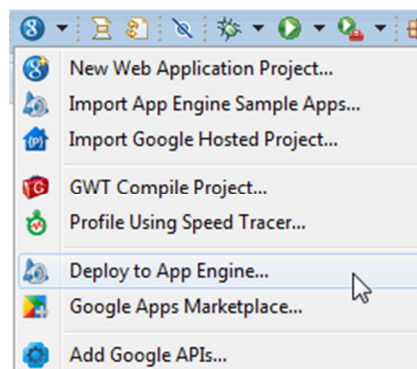 New Web Application Project...
Import App Engine Sample Apps...
Import Google Hosted Project...
GWT Compile Project...
Profile Using Speed Tracer...
Deploy to App Engine...
Google Apps Marketplace...
Add Google APIs...